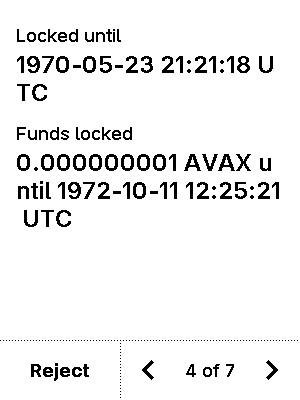 Locked until
1970-05-23 21:21:18 U
TC
Funds locked
0.000000001 AVAX u
ntil 1972-10-11 12:25:21
UTC
Reject
4 of 7